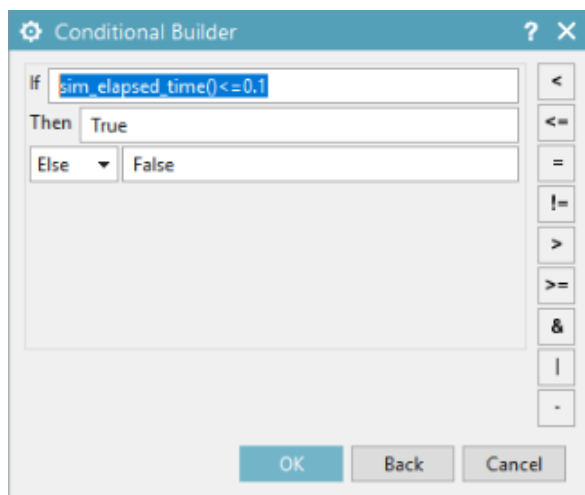 Conditional Builder ? ✕
If sim_elapsed_time()<=0.1 <
Then True <=
Else False =
!=
>
>=
&
|
-
OK Back Cancel